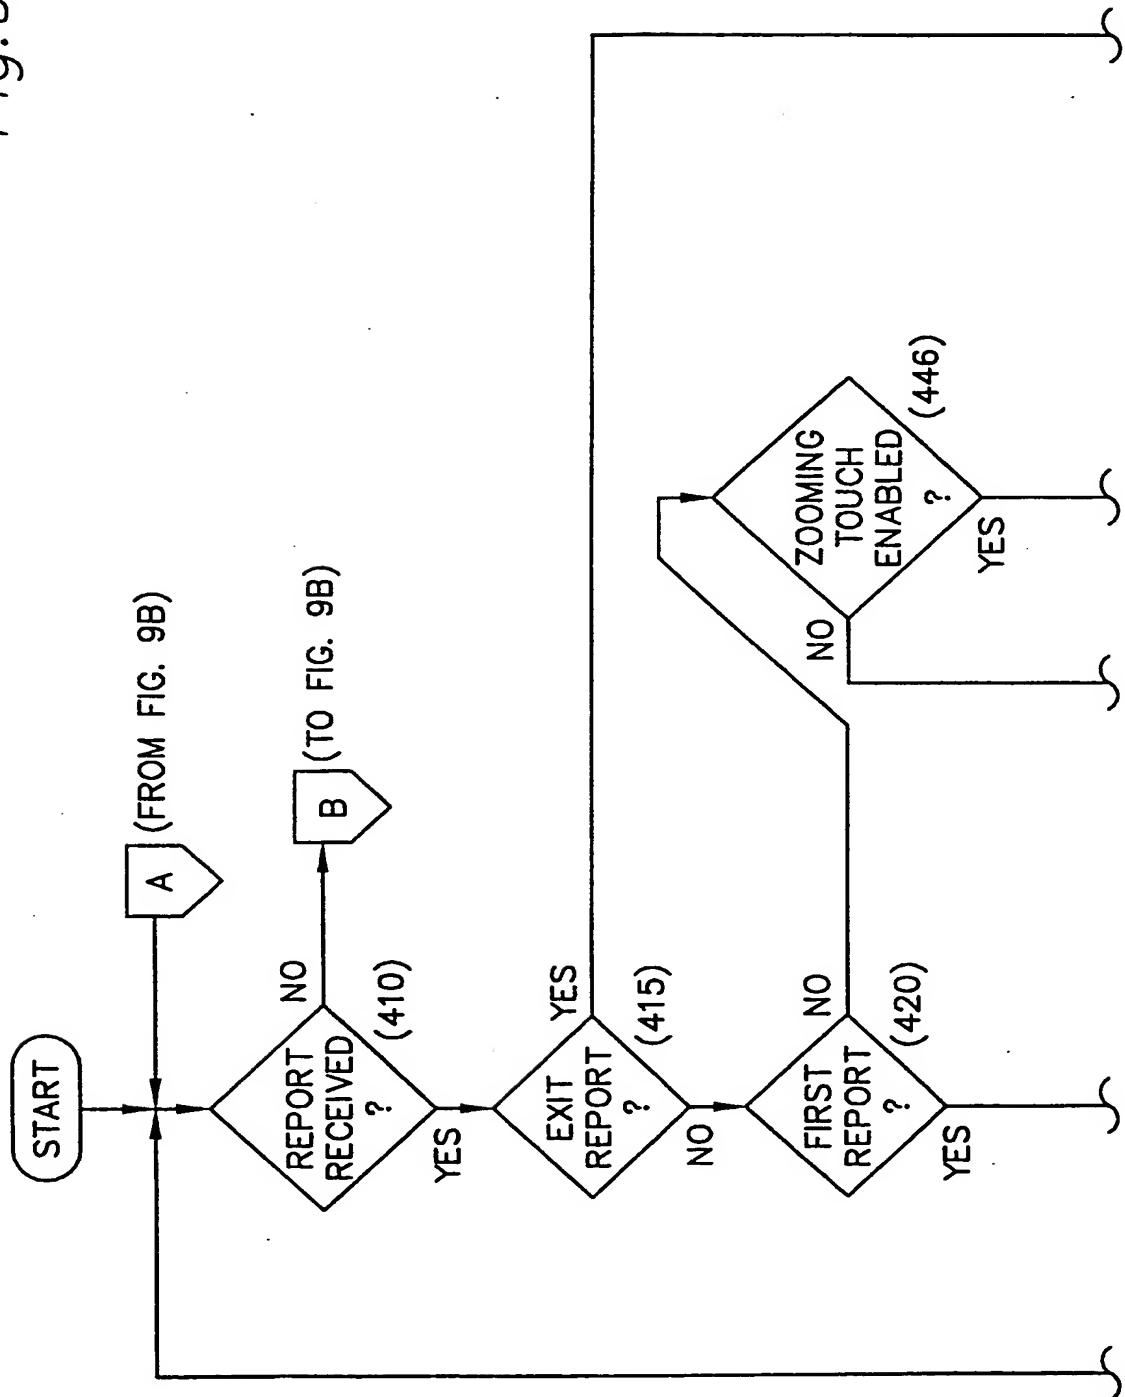 START
A
(FROM FIG. 9B)
REPORT
RECEIVED
?
(410)
NO
B
(TO FIG. 9B)
YES
EXIT
REPORT
?
(415)
YES
NO
FIRST
REPORT
?
(420)
NO
YES
ZOOMING
TOUCH
ENABLED
?
(446)
NO
YES